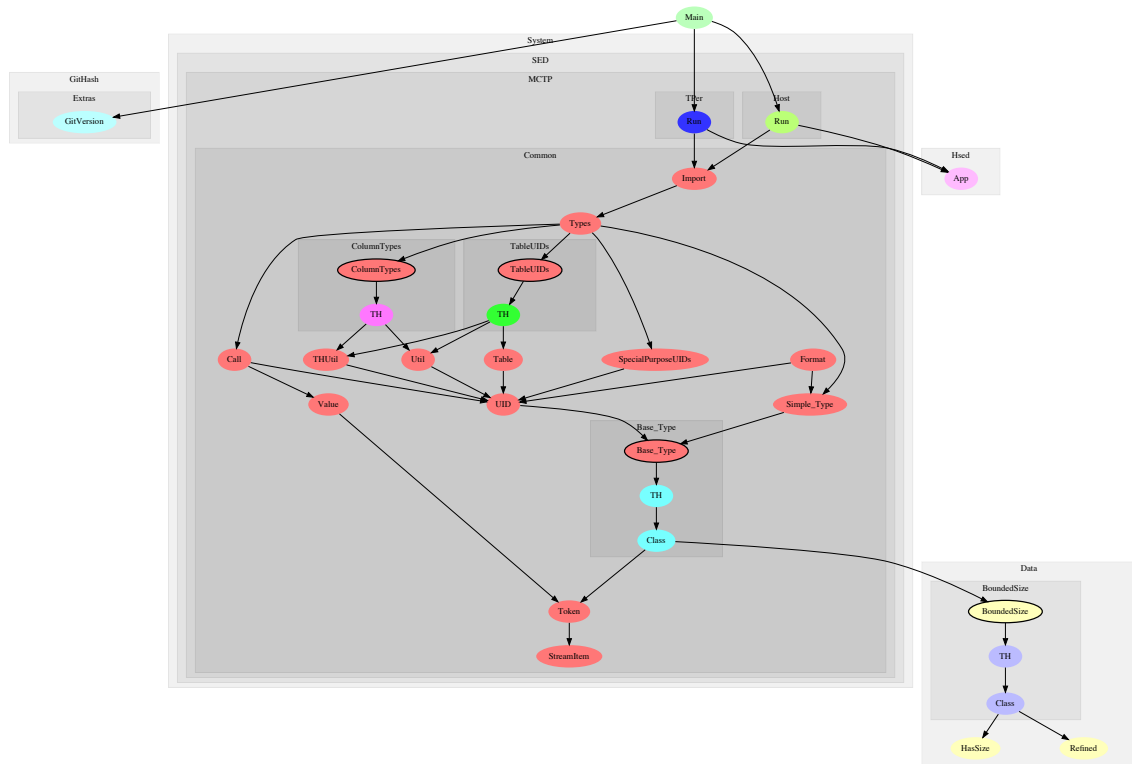 Main
System
SED
GitHash
MCTP
Extras
TPer
Host
GitVersion
Run
Run
Common
Hsed
Import
App
Types
ColumnTypes
TableUIDs
ColumnTypes
TableUIDs
TH
TH
Call
THUtil
Util
Table
SpecialPurposeUIDs
Format
Value
UID
Simple_Type
Base_Type
Base_Type
TH
Class
Data
BoundedSize
Token
BoundedSize
StreamItem
TH
Class
HasSize
Refined